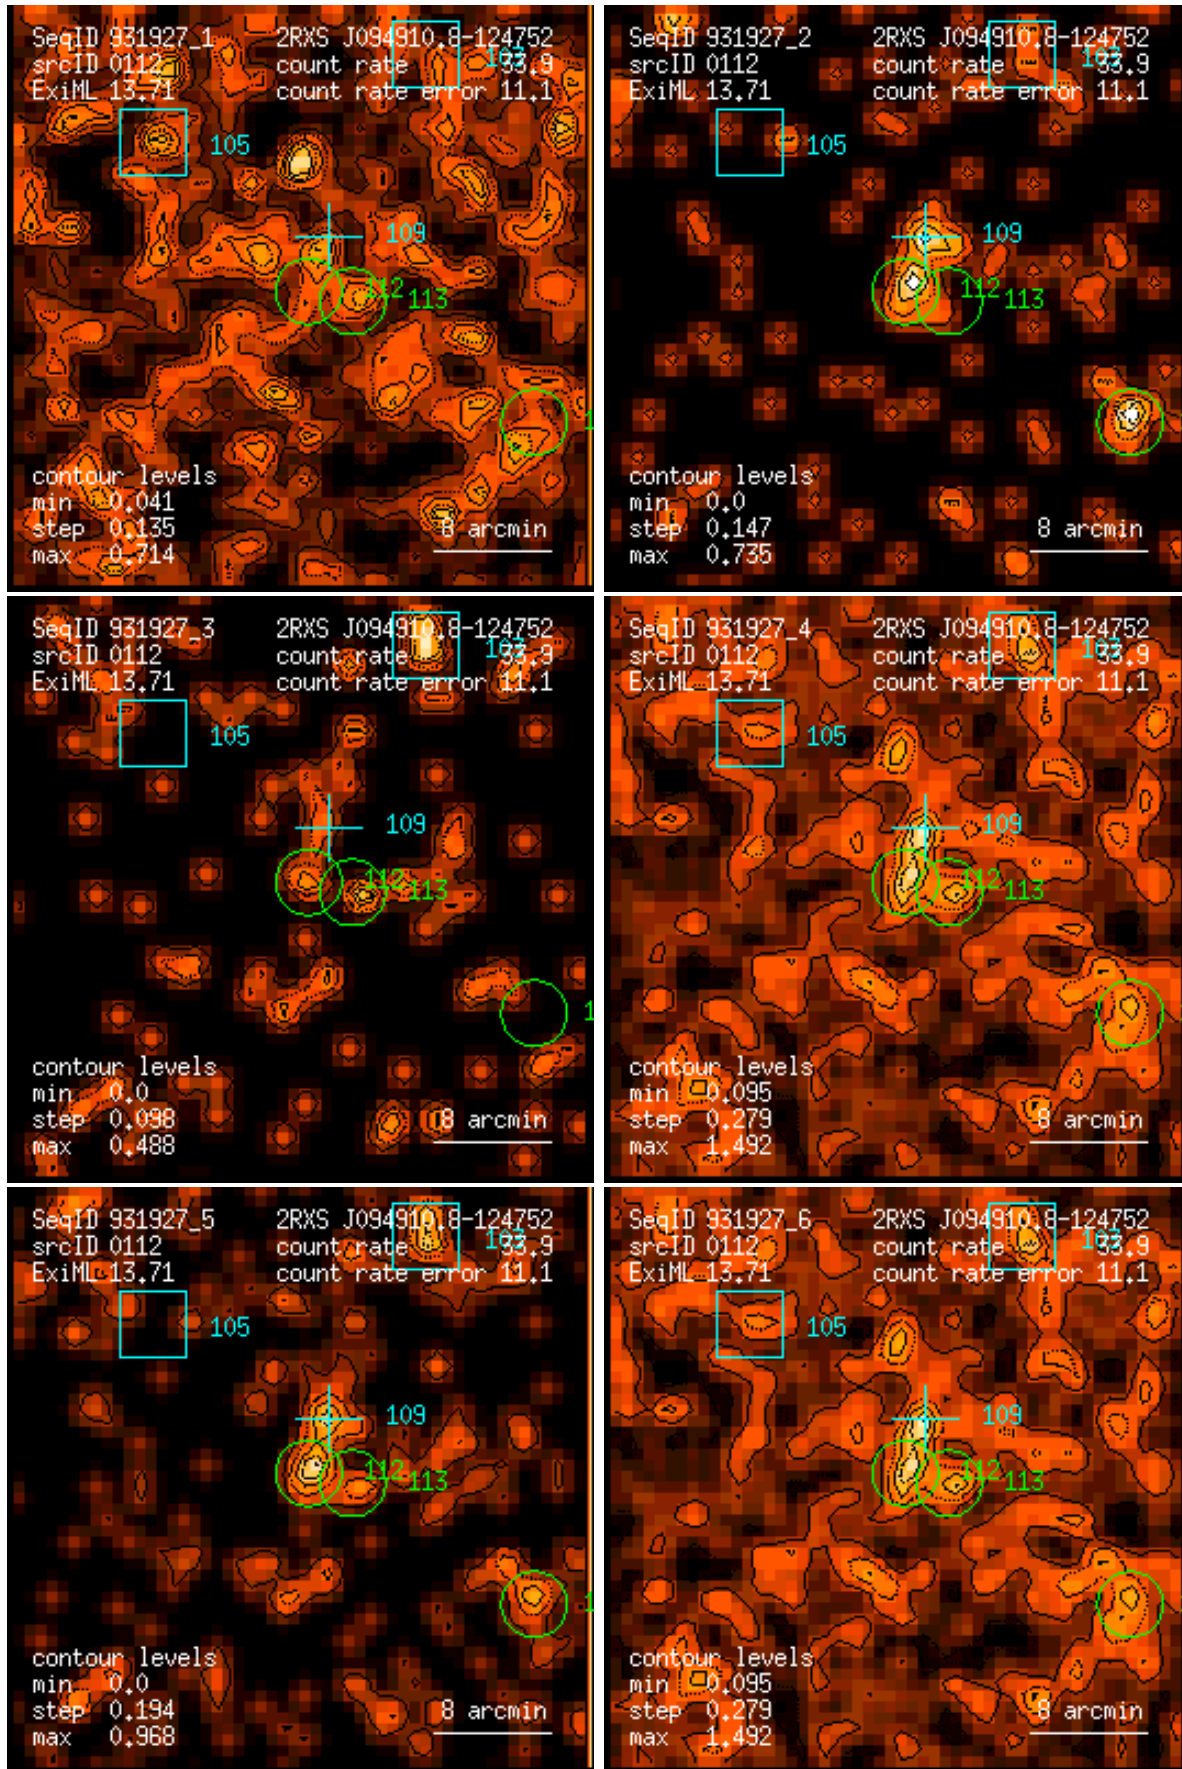 SeqID 931927_1 2RXS J094910.8-124752
srcID 0112 count rate 33.9
ExiML 13.71 count rate error 11.1
105
109
112 113
1
contour levels
min 0.041
step 0.135
max 0.714
8 arcmin
SeqID 931927_2 2RXS J094910.8-124752
srcID 0112 count rate 33.9
ExiML 13.71 count rate error 11.1
105
109
112 113
contour levels
min 0.0
step 0.147
max 0.735
8 arcmin
SeqID 931927_3 2RXS J094910.8-124752
srcID 0112 count rate 33.9
ExiML 13.71 count rate error 11.1
105
109
112 113
1
contour levels
min 0.0
step 0.098
max 0.488
8 arcmin
SeqID 931927_4 2RXS J094910.8-124752
srcID 0112 count rate 33.9
ExiML 13.71 count rate error 11.1
105
109
112 113
contour levels
min 0.095
step 0.279
max 1.492
8 arcmin
SeqID 931927_5 2RXS J094910.8-124752
srcID 0112 count rate 33.9
ExiML 13.71 count rate error 11.1
105
109
112 113
1
contour levels
min 0.0
step 0.194
max 0.968
8 arcmin
SeqID 931927_6 2RXS J094910.8-124752
srcID 0112 count rate 33.9
ExiML 13.71 count rate error 11.1
105
109
112 113
contour levels
min 0.095
step 0.279
max 1.492
8 arcmin